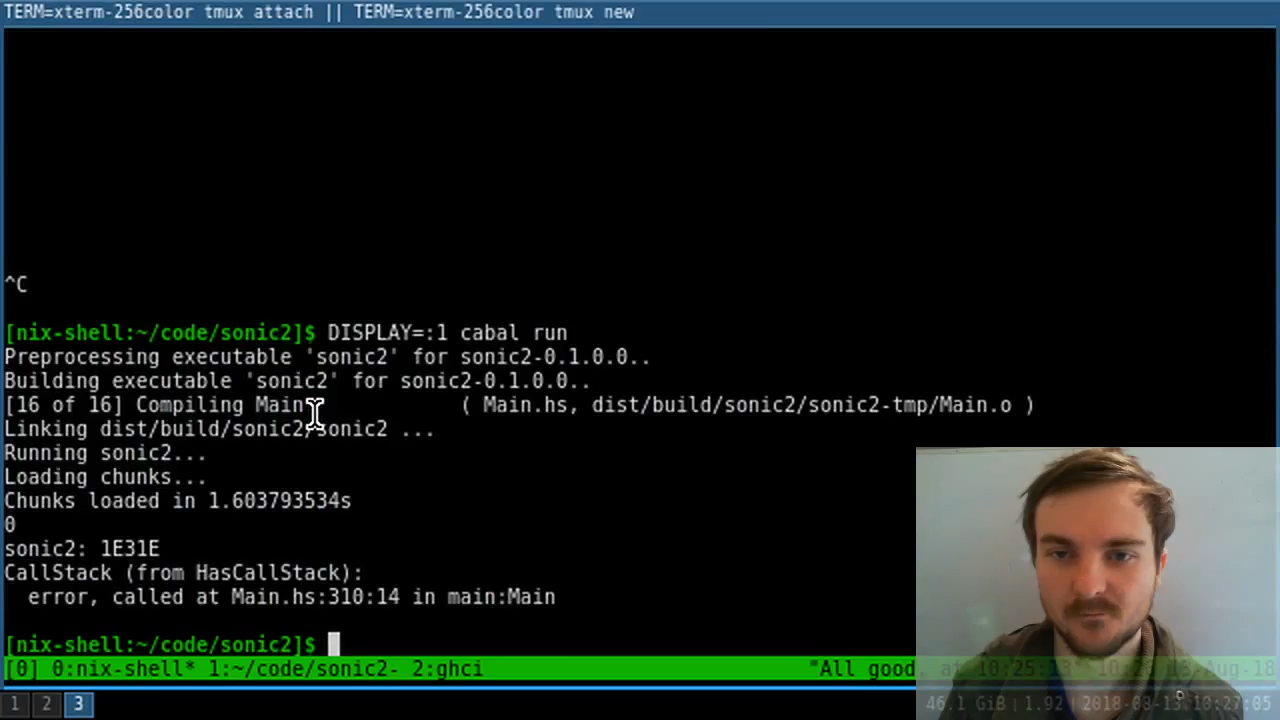 TERM=xterm-256color tmux attach || TERM=xterm-256color tmux new
^C
[nix-shell:~/code/sonic2]$ DISPLAY=:1 cabal run
Preprocessing executable 'sonic2' for sonic2-0.1.0.0..
Building executable 'sonic2' for sonic2-0.1.0.0..
[16 of 16] Compiling Main ( Main.hs, dist/build/sonic2/sonic2-tmp/Main.o )
Linking dist/build/sonic2/sonic2 ...
Running sonic2...
Loading chunks...
Chunks loaded in 1.603793534s
0
sonic2: 1E31E
CallStack (from HasCallStack):
error, called at Main.hs:310:14 in main:Main
[nix-shell:~/code/sonic2]$
[0] 0:nix-shell* 1:~/code/sonic2- 2:ghci "All good, at 10:25:13"
1 2 3 46.1 GiB | 1.92 | 2018-08-13 10:27:05